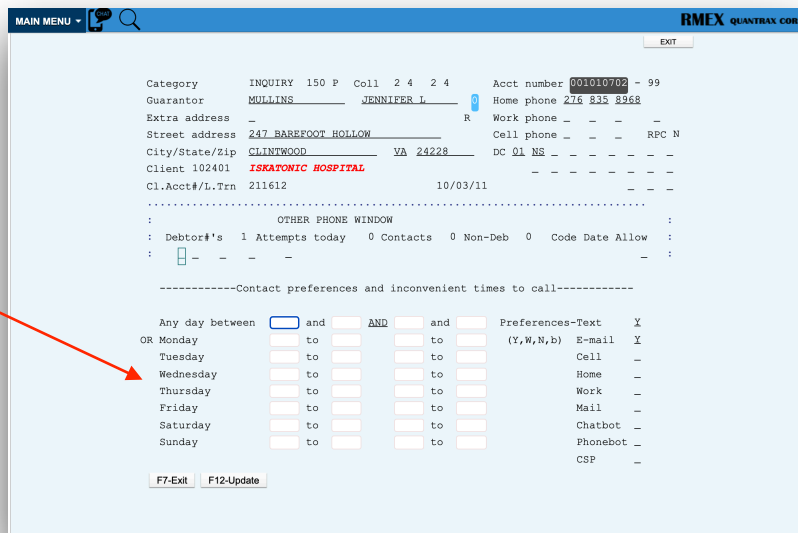 MAIN MENU CHAT RMEX QUANTRAX COR
EXIT
Category INQUIRY 150 P Coll 2 4 2 4 Acct number 001010702 - 99
Guarantor MULLINS JENNIFER L 0 Home phone 276 835 8968
Extra address _ R Work phone _ _ _ _
Street address 247 BAREFOOT HOLLOW Cell phone _ _ _ RPC N
City/State/Zip CLINTWOOD VA 24228 DC 01 NS _ _ _ _ _ _
Client 102401 ISKATONIC HOSPITAL _ _ _ _ _ _ _
Cl.Acct#/L.Trn 211612 10/03/11 _ _ _
: OTHER PHONE WINDOW :
: Debtor#'s 1 Attempts today 0 Contacts 0 Non-Deb 0 Code Date Allow :
: _ _ _ _ _ _ :
------------Contact preferences and inconvenient times to call------------
Any day between and AND and Preferences-Text Y
OR Monday to to (Y,W,N,b) E-mail Y
Tuesday to to Cell _
Wednesday to to Home _
Thursday to to Work _
Friday to to Mail _
Saturday to to Chatbot _
Sunday to to Phonebot _
CSP _
F7-Exit F12-Update